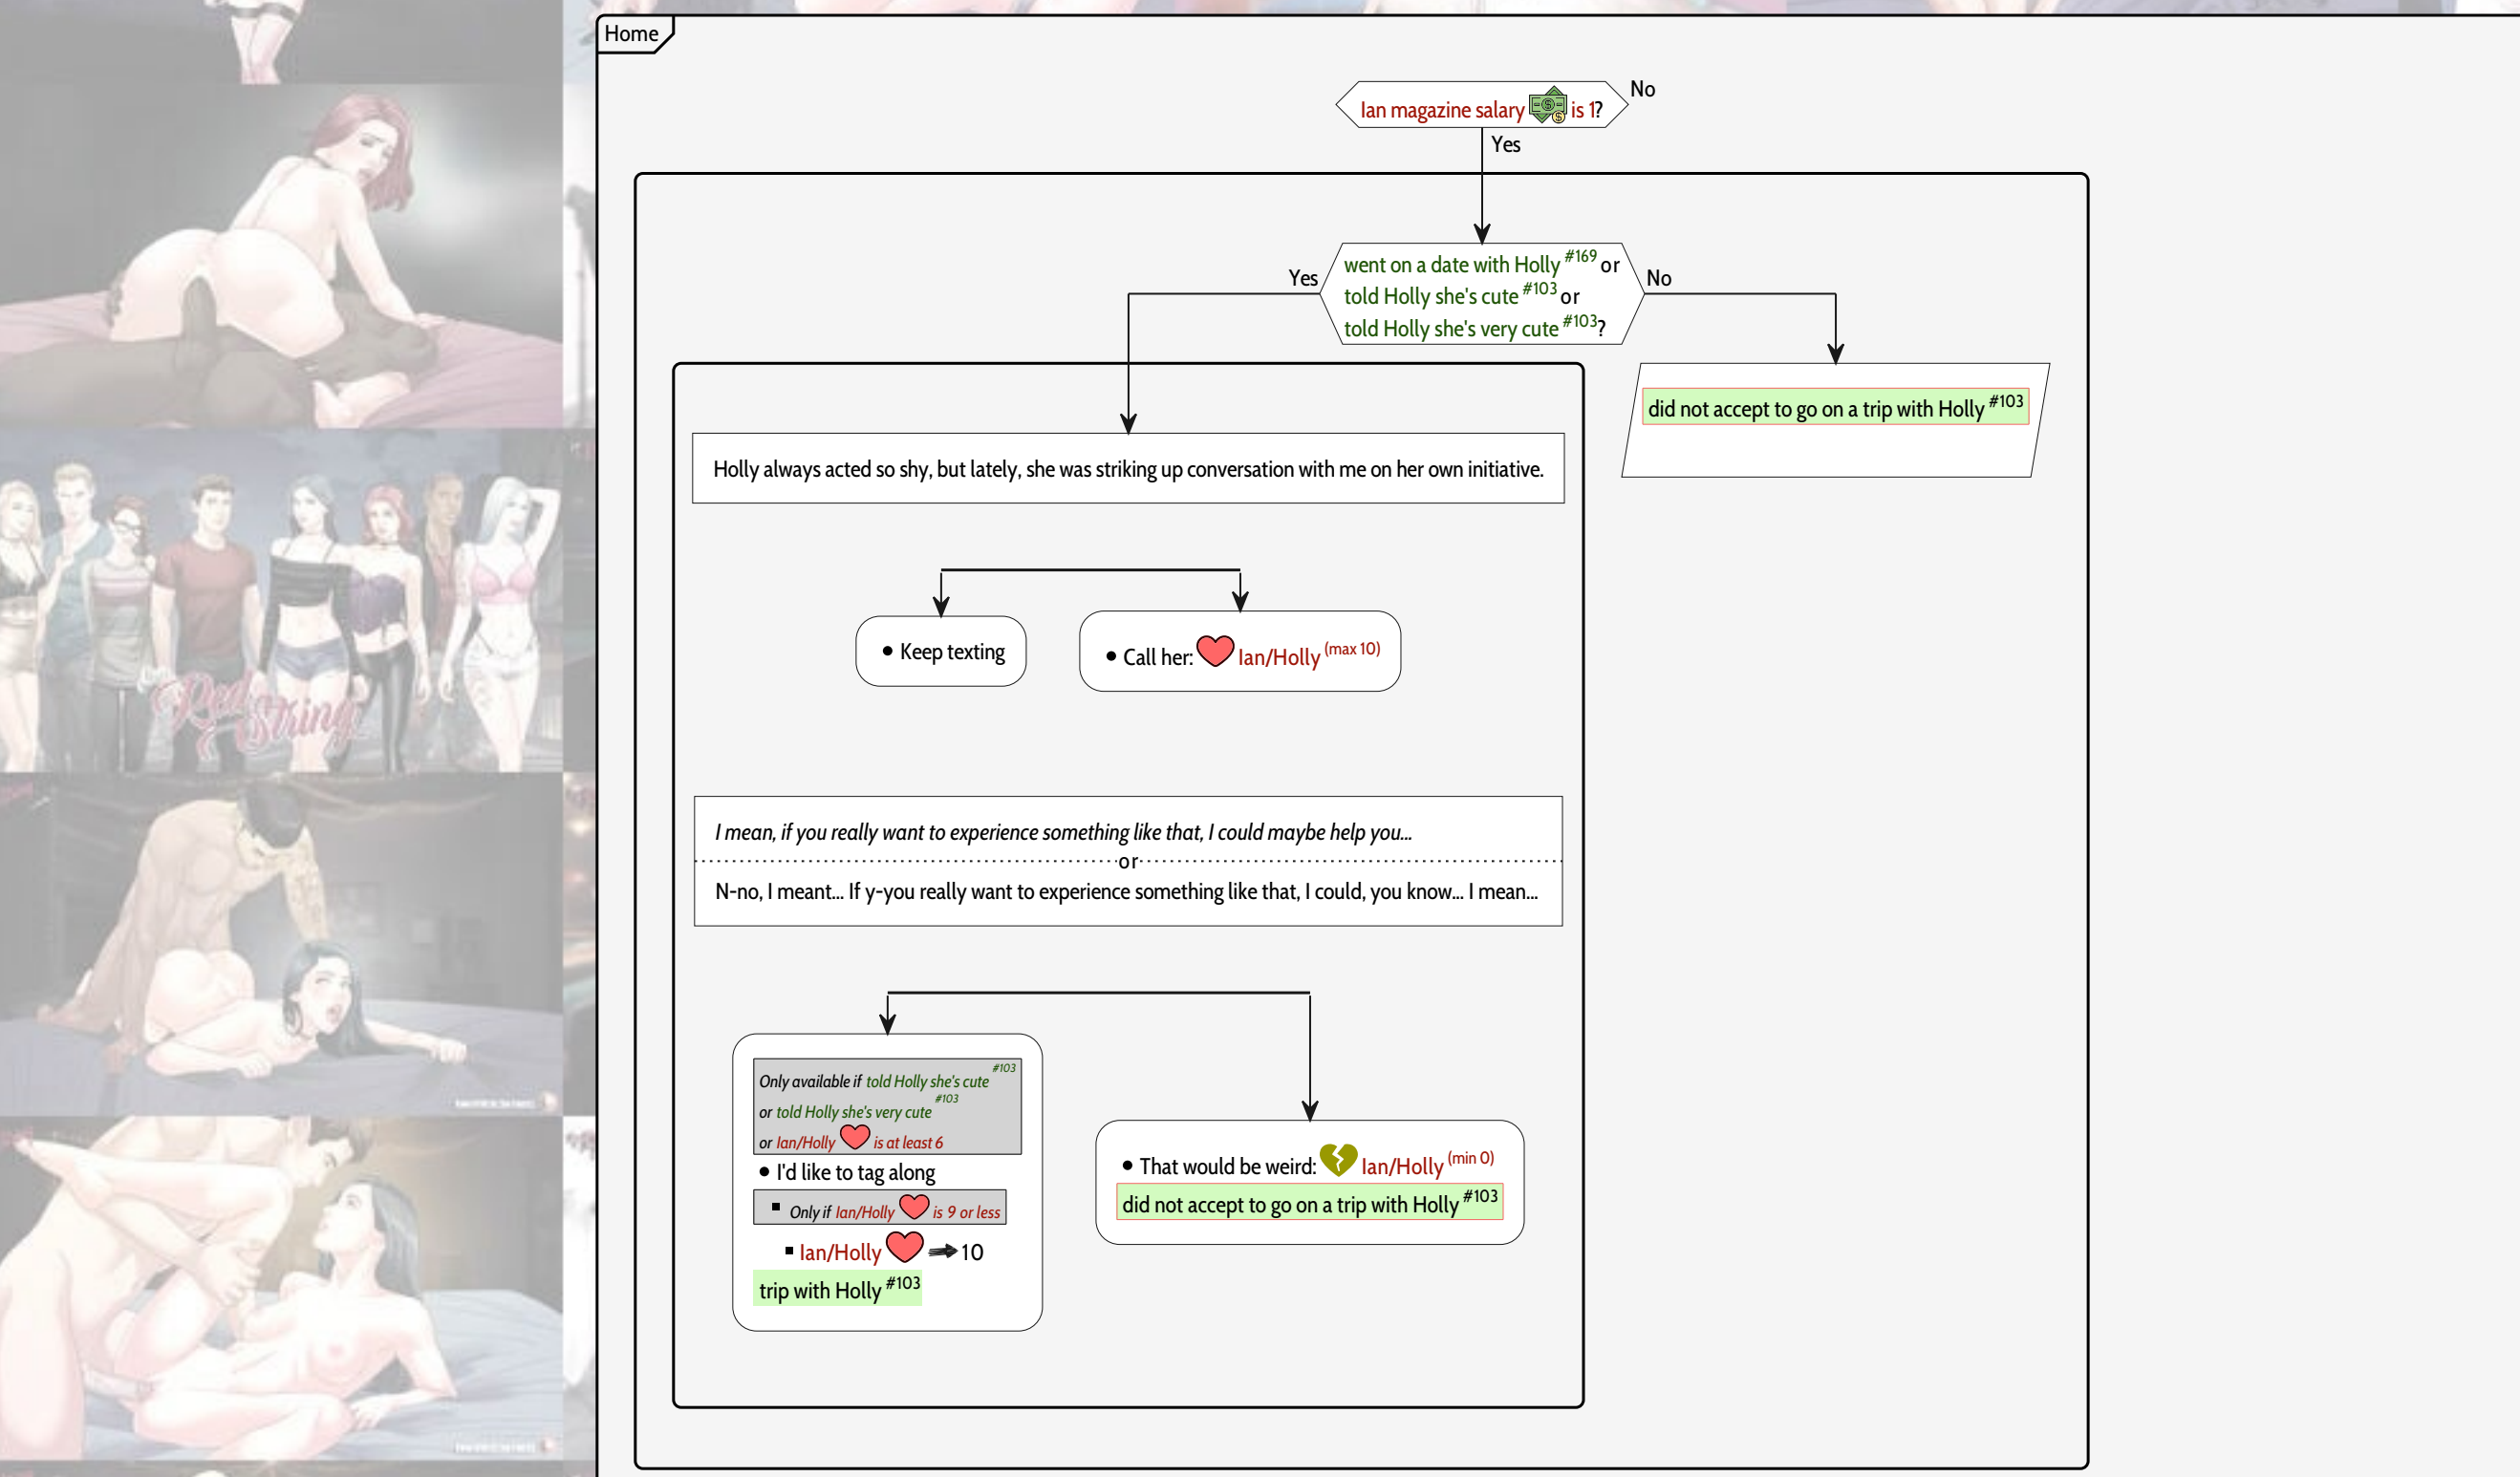 Home
Ian magazine salary is 1?
No
Yes
went on a date with Holly #169 or
told Holly she's cute #103 or
told Holly she's very cute #103?
Yes
No
did not accept to go on a trip with Holly #103
Holly always acted so shy, but lately, she was striking up conversation with me on her own initiative.
• Keep texting
• Call her: Ian/Holly (max 10)
I mean, if you really want to experience something like that, I could maybe help you...
or
N-no, I meant... If y-you really want to experience something like that, I could, you know... I mean...
Only available if told Holly she's cute #103
or told Holly she's very cute #103
or Ian/Holly is at least 6
• I'd like to tag along
▪ Only if Ian/Holly is 9 or less
▪ Ian/Holly ➡ 10
trip with Holly #103
• That would be weird: Ian/Holly (min 0)
did not accept to go on a trip with Holly #103
Red
String